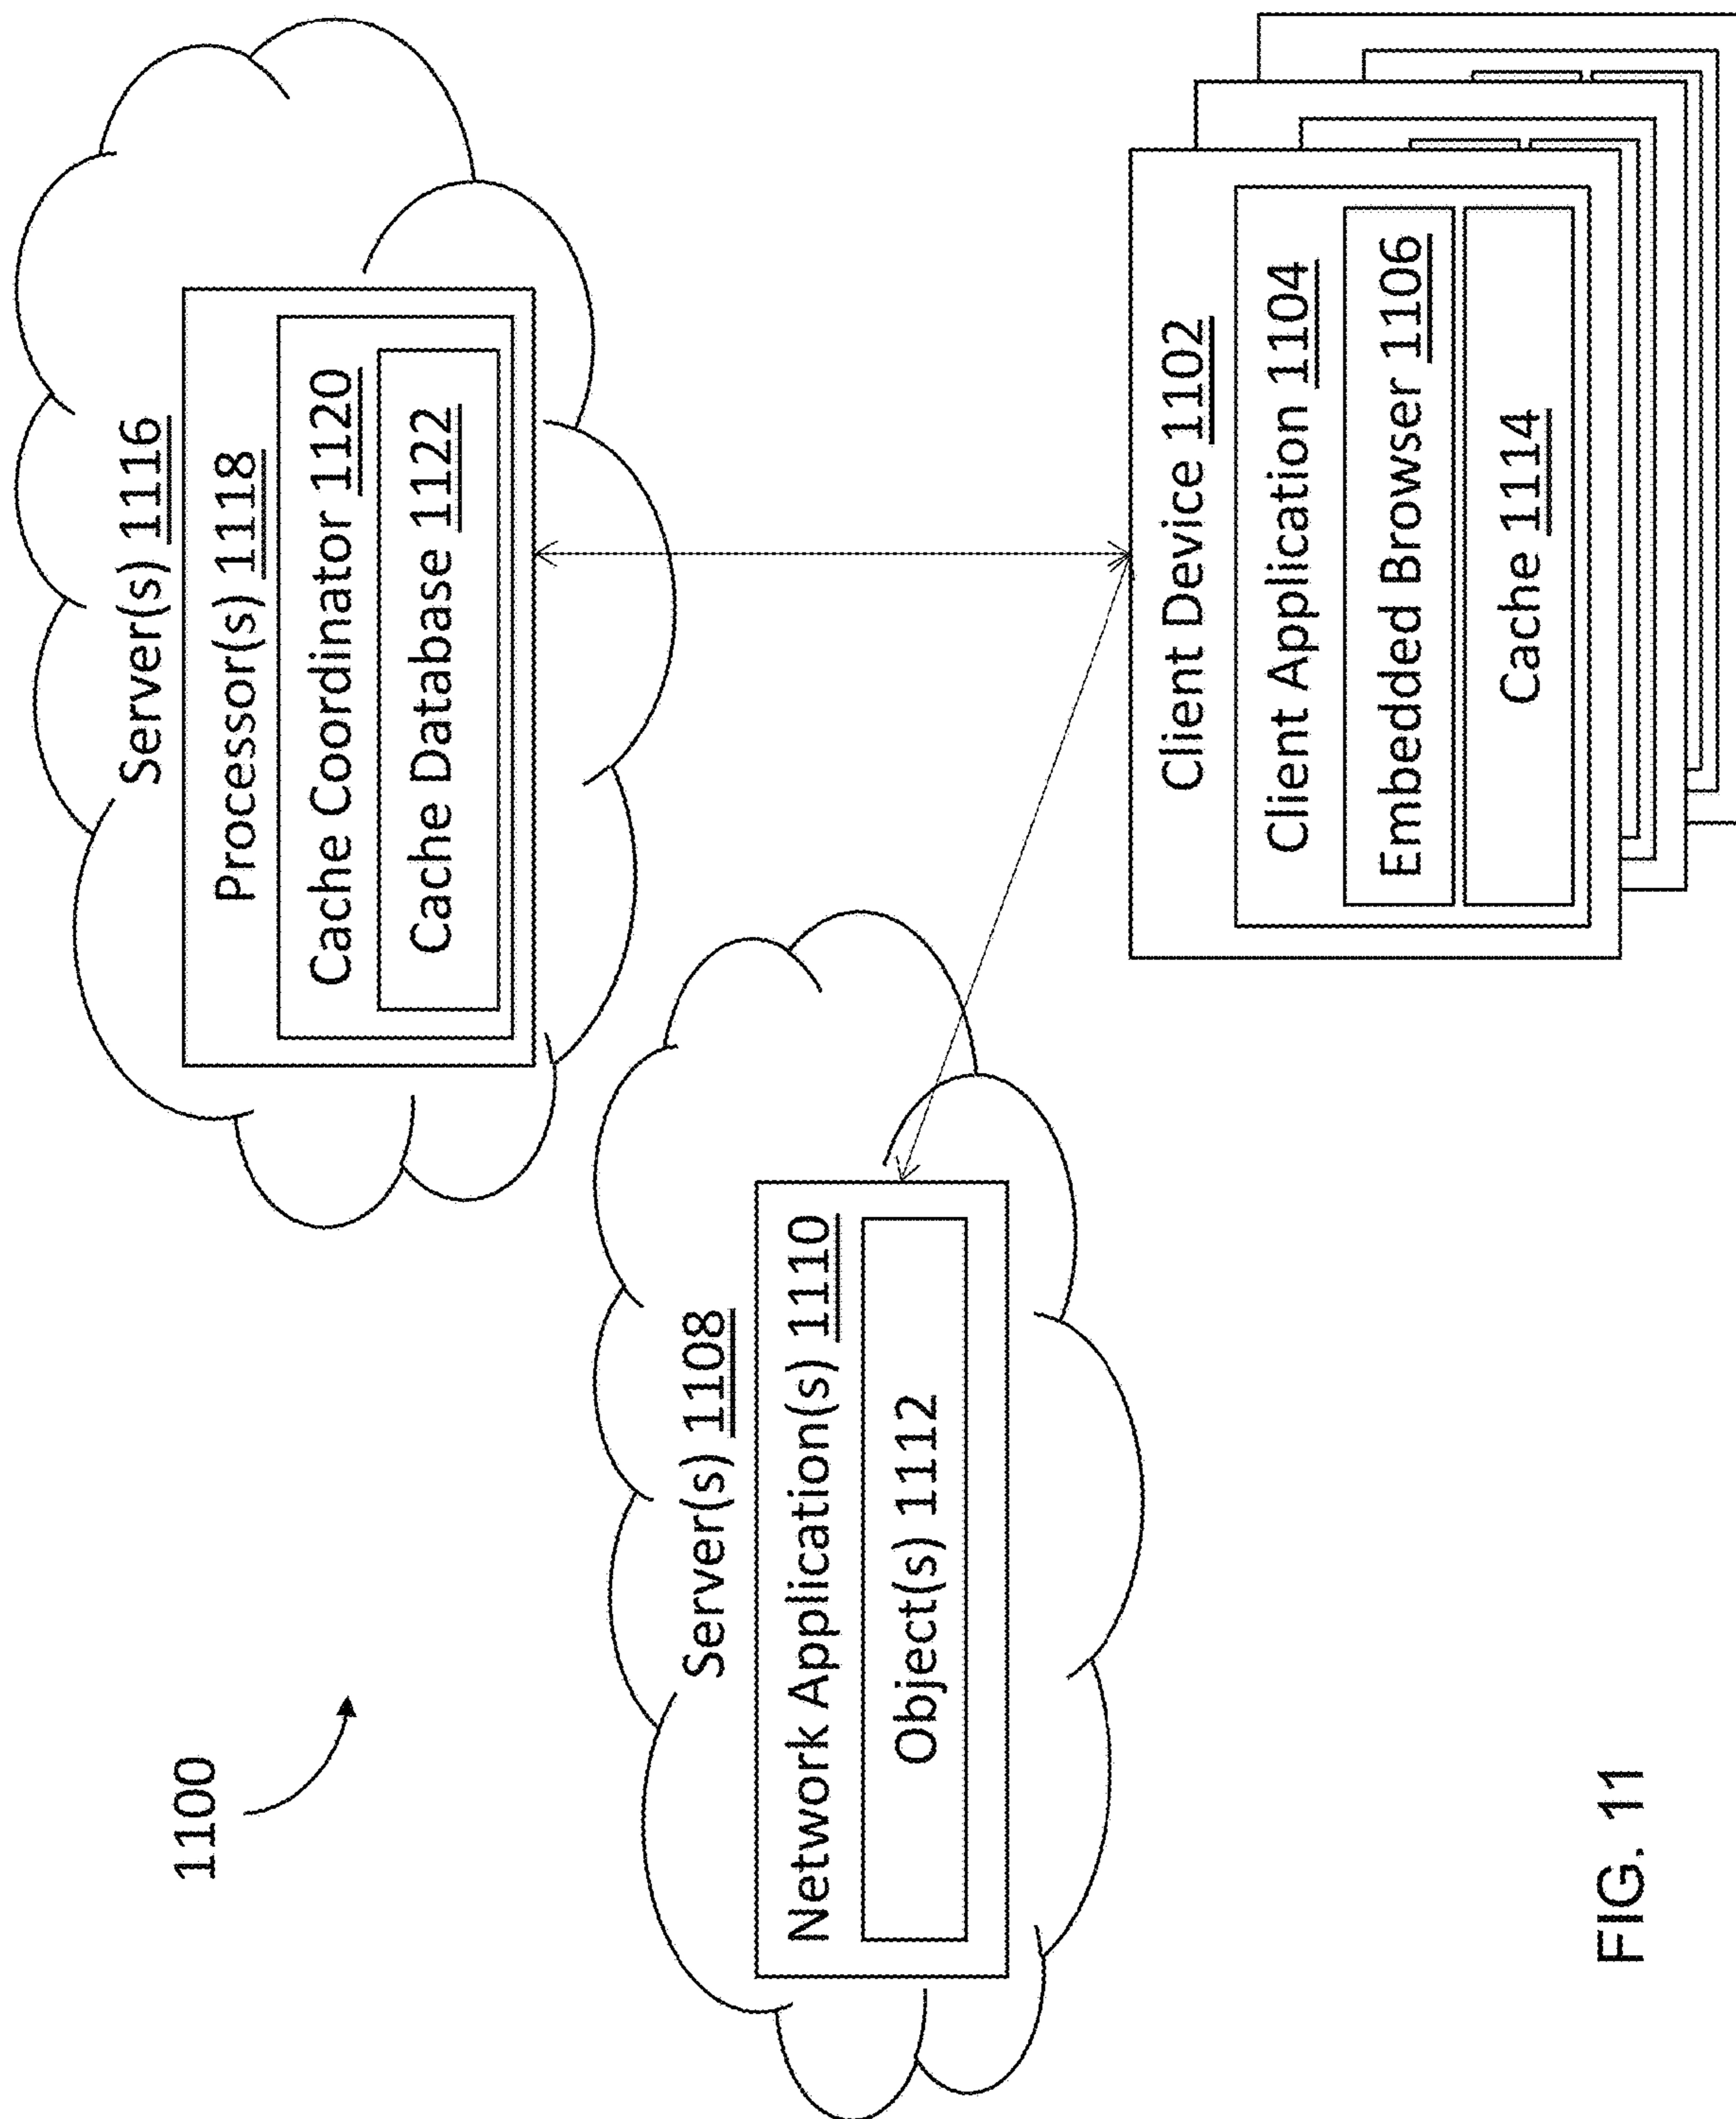 1100
Server(s) 1116
Processor(s) 1118
Cache Coordinator 1120
Cache Database 1122
Server(s) 1108
Network Application(s) 1110
Object(s) 1112
Client Device 1102
Client Application 1104
Embedded Browser 1106
Cache 1114
FIG. 11